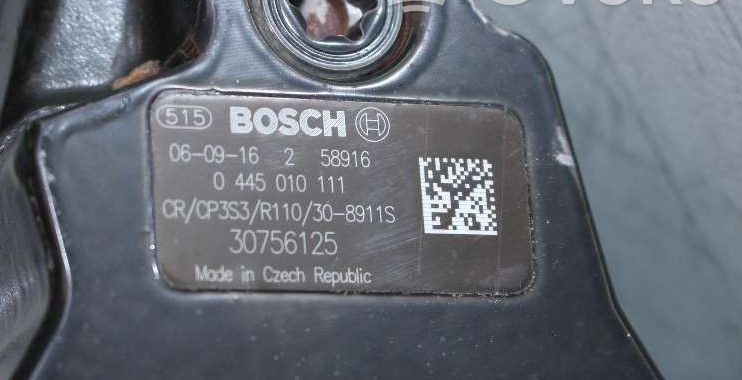 515 BOSCH
06-09-16 2 58916
0 445 010 111
CR/CP3S3/R110/30-8911S
30756125
Made in Czech Republic